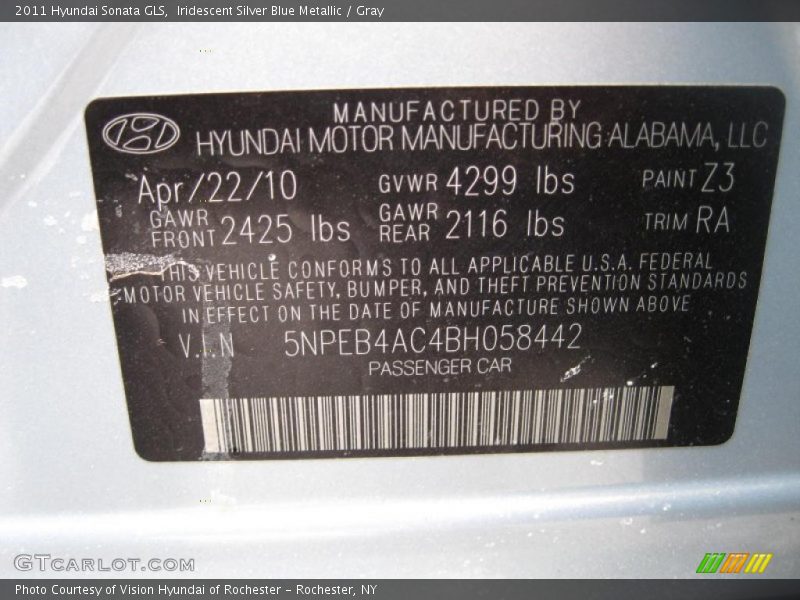 2011 Hyundai Sonata GLS,  Iridescent Silver Blue Metallic / Gray
MANUFACTURED BY
HYUNDAI MOTOR MANUFACTURING ALABAMA, LLC
Apr/22/10 GVWR 4299 lbs PAINT Z3
GAWR FRONT 2425 lbs GAWR REAR 2116 lbs TRIM RA
THIS VEHICLE CONFORMS TO ALL APPLICABLE U.S.A. FEDERAL
MOTOR VEHICLE SAFETY, BUMPER, AND THEFT PREVENTION STANDARDS
IN EFFECT ON THE DATE OF MANUFACTURE SHOWN ABOVE
V.I.N 5NPEB4AC4BH058442
PASSENGER CAR
GTCARLOT.COM
Photo Courtesy of Vision Hyundai of Rochester – Rochester, NY